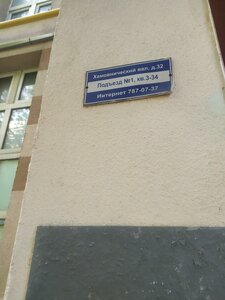 Хамовнический вал, д.32
Подъезд №1, кв.3-34
Интернет 787-07-37